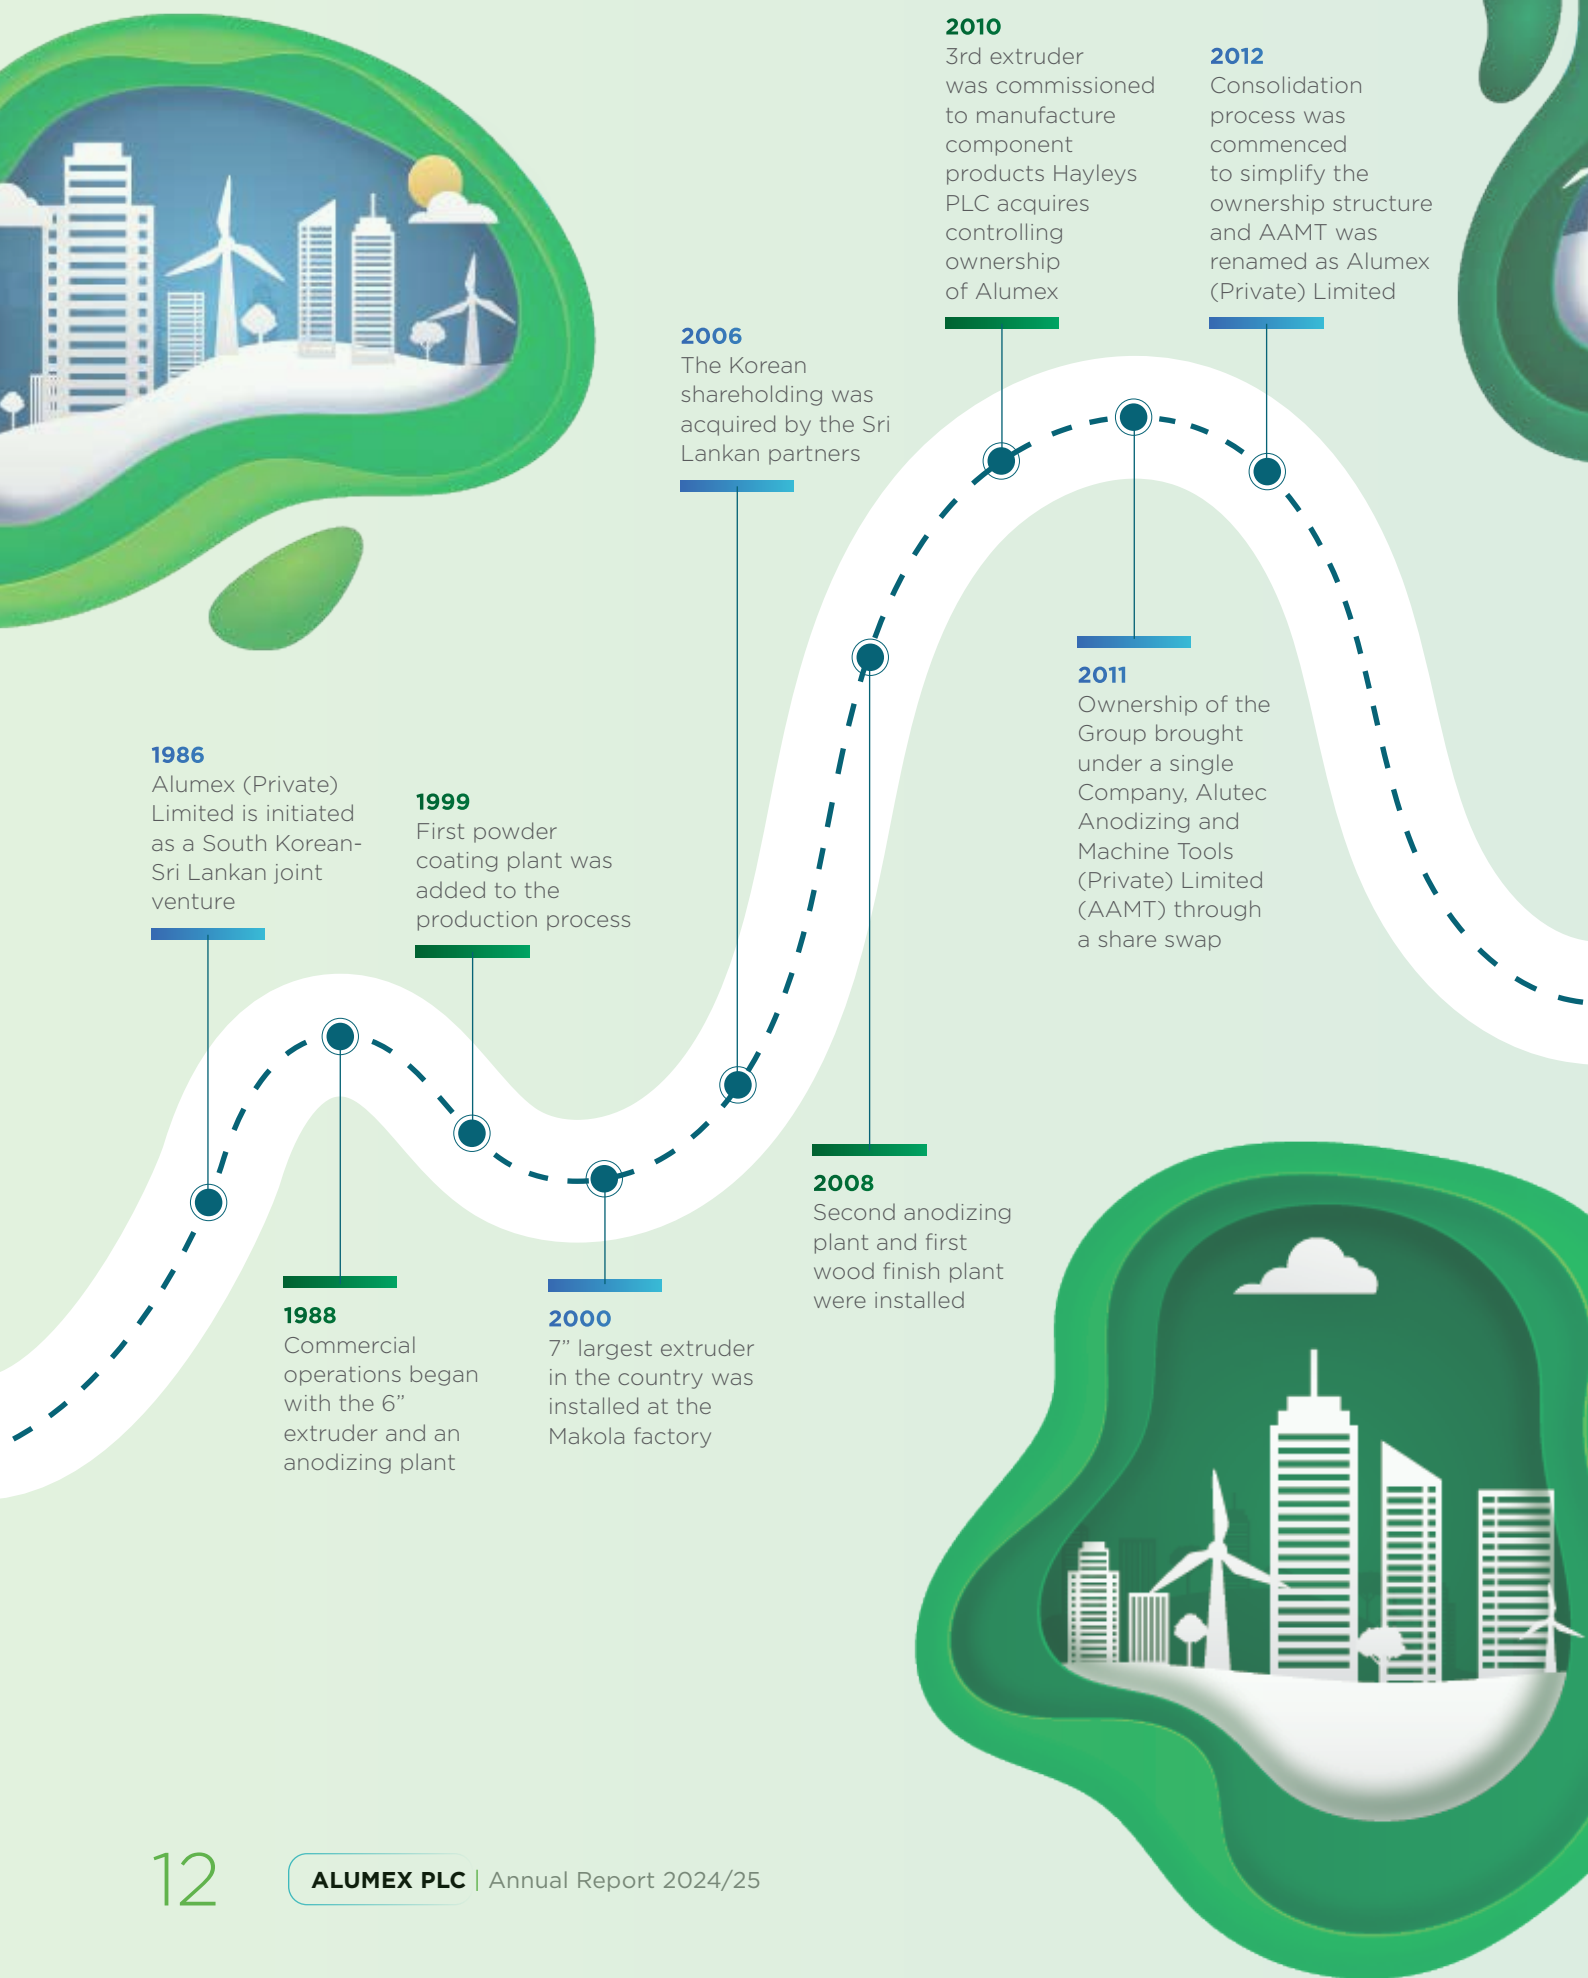 1986
Alumex (Private)
Limited is initiated
as a South Korean-
Sri Lankan joint
venture
1988
Commercial
operations began
with the 6”
extruder and an
anodizing plant
1999
First powder
coating plant was
added to the
production process
2000
7” largest extruder
in the country was
installed at the
Makola factory
2006
The Korean
shareholding was
acquired by the Sri
Lankan partners
2008
Second anodizing
plant and first
wood finish plant
were installed
2010
3rd extruder
was commissioned
to manufacture
component
products Hayleys
PLC acquires
controlling
ownership
of Alumex
2011
Ownership of the
Group brought
under a single
Company, Alutec
Anodizing and
Machine Tools
(Private) Limited
(AAMT) through
a share swap
2012
Consolidation
process was
commenced
to simplify the
ownership structure
and AAMT was
renamed as Alumex
(Private) Limited
12
ALUMEX PLC | Annual Report 2024/25